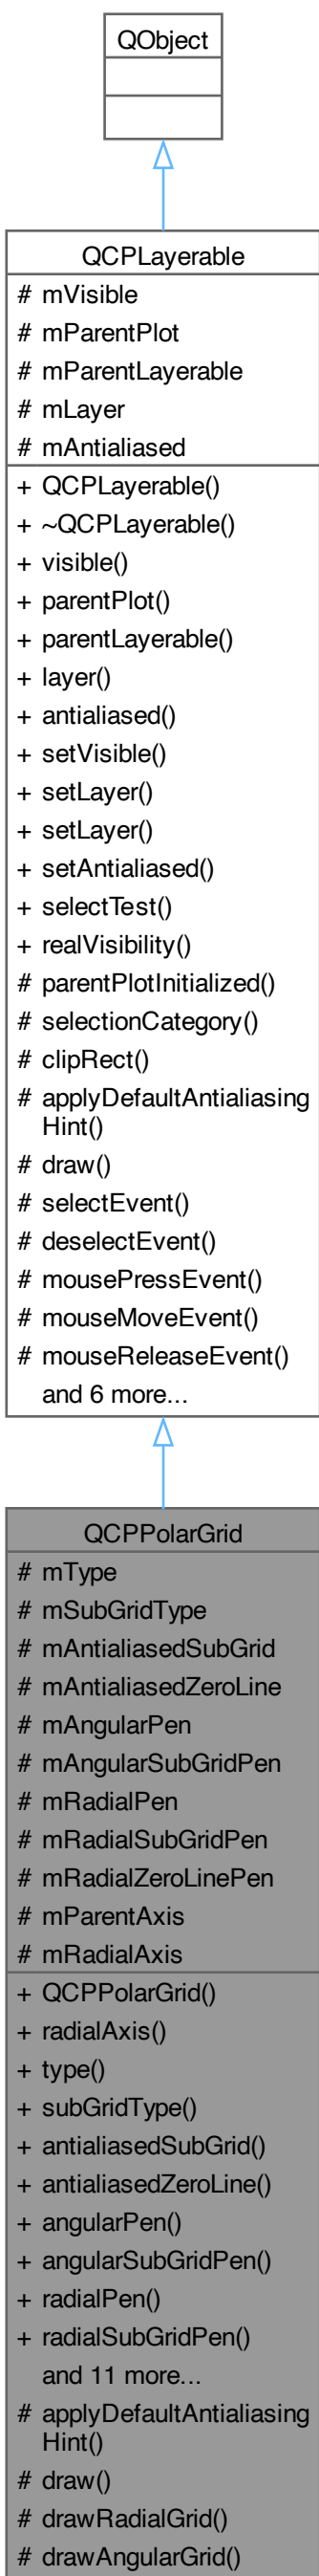 QObject
QCPLayerable
# mVisible
# mParentPlot
# mParentLayerable
# mLayer
# mAntialiased
+ QCPLayerable()
+ ~QCPLayerable()
+ visible()
+ parentPlot()
+ parentLayerable()
+ layer()
+ antialiased()
+ setVisible()
+ setLayer()
+ setLayer()
+ setAntialiased()
+ selectTest()
+ realVisibility()
# parentPlotInitialized()
# selectionCategory()
# clipRect()
# applyDefaultAntialiasing
Hint()
# draw()
# selectEvent()
# deselectEvent()
# mousePressEvent()
# mouseMoveEvent()
# mouseReleaseEvent()
and 6 more...
QCPPolarGrid
# mType
# mSubGridType
# mAntialiasedSubGrid
# mAntialiasedZeroLine
# mAngularPen
# mAngularSubGridPen
# mRadialPen
# mRadialSubGridPen
# mRadialZeroLinePen
# mParentAxis
# mRadialAxis
+ QCPPolarGrid()
+ radialAxis()
+ type()
+ subGridType()
+ antialiasedSubGrid()
+ antialiasedZeroLine()
+ angularPen()
+ angularSubGridPen()
+ radialPen()
+ radialSubGridPen()
and 11 more...
# applyDefaultAntialiasing
Hint()
# draw()
# drawRadialGrid()
# drawAngularGrid()